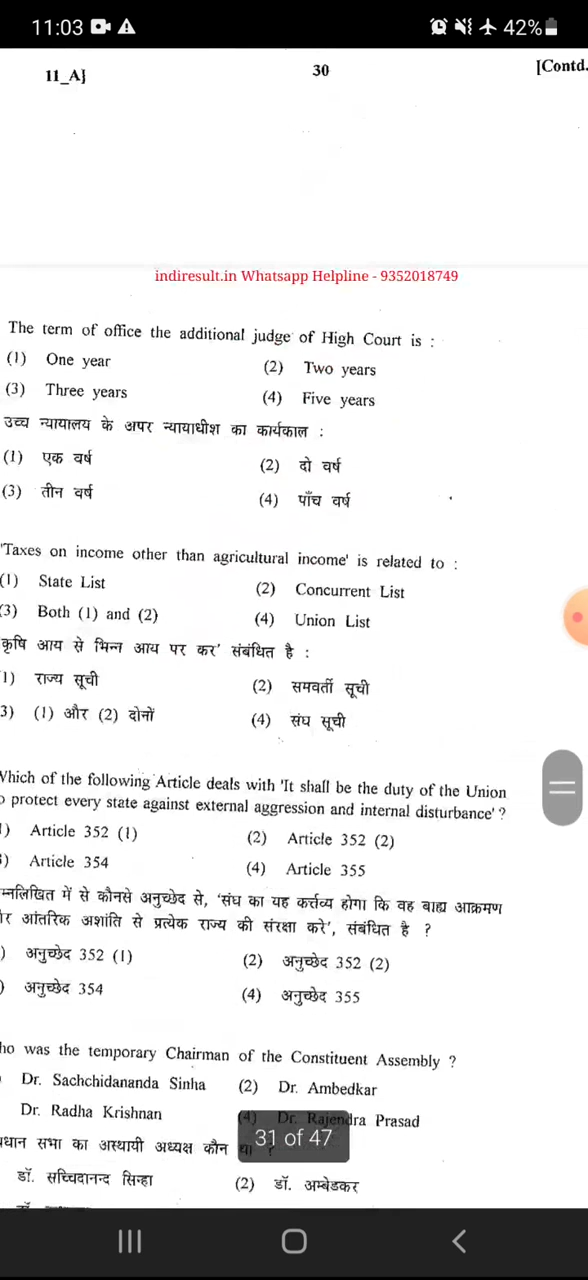 11:03
42%
11_A]
30
[Contd.
indiresult.in Whatsapp Helpline - 9352018749
The term of office the additional judge of High Court is :
(1) One year
(2) Two years
(3) Three years
(4) Five years
उच्च न्यायालय के अपर न्यायाधीश का कार्यकाल :
(1) एक वर्ष
(2) दो वर्ष
(3) तीन वर्ष
(4) पाँच वर्ष
'Taxes on income other than agricultural income' is related to :
(1) State List
(2) Concurrent List
(3) Both (1) and (2)
(4) Union List
कृषि आय से भिन्न आय पर कर' संबंधित है :
1) राज्य सूची
(2) समवर्ती सूची
3) (1) और (2) दोनों
(4) संघ सूची
Which of the following Article deals with 'It shall be the duty of the Union
o protect every state against external aggression and internal disturbance' ?
) Article 352 (1)
(2) Article 352 (2)
) Article 354
(4) Article 355
म्नलिखित में से कौनसे अनुच्छेद से, 'संघ का यह कर्त्तव्य होगा कि वह बाह्य आक्रमण
र आंतरिक अशांति से प्रत्येक राज्य की संरक्षा करे', संबंधित है ?
) अनुच्छेद 352 (1)
(2) अनुच्छेद 352 (2)
) अनुच्छेद 354
(4) अनुच्छेद 355
ho was the temporary Chairman of the Constituent Assembly ?
Dr. Sachchidananda Sinha
(2) Dr. Ambedkar
Dr. Radha Krishnan
(4) Dr. Rajendra Prasad
धान सभा का अस्थायी अध्यक्ष कौन था ?
31 of 47
डॉ. सच्चिदानन्द सिन्हा
(2) डॉ. अम्बेडकर